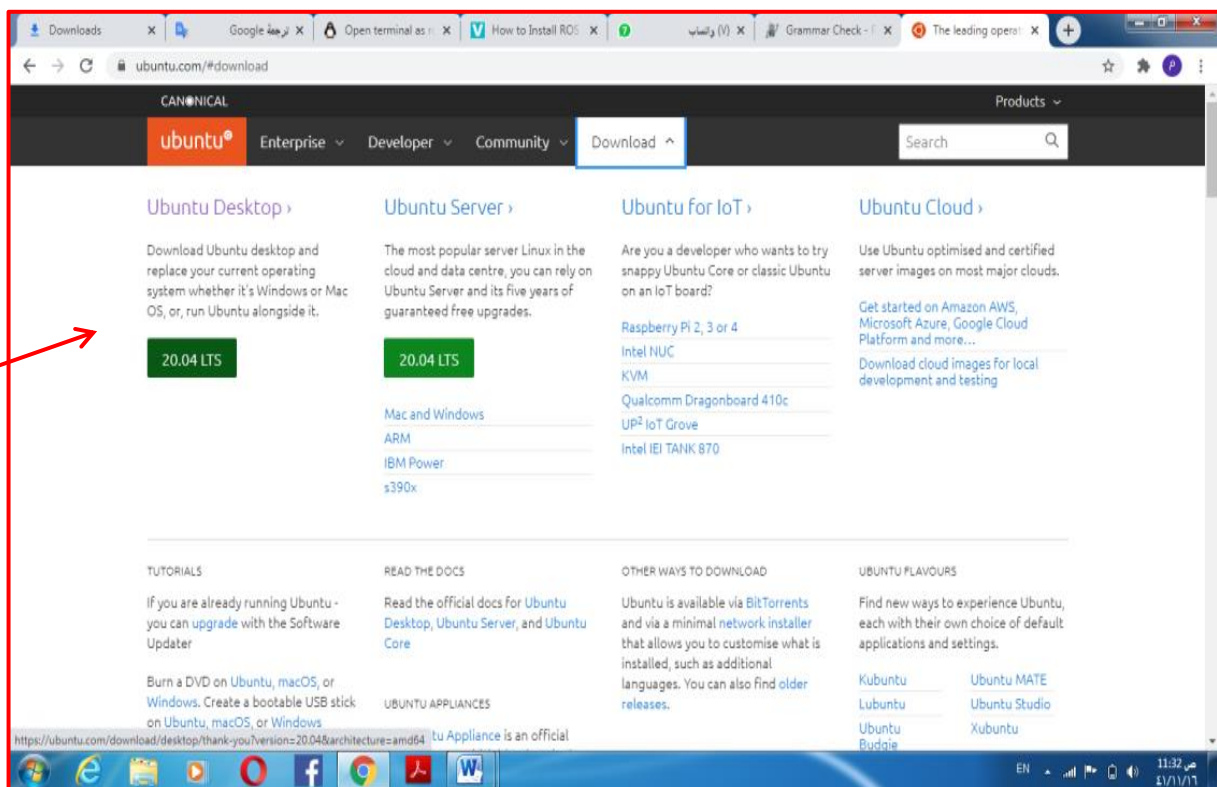 Downloads
ترجمة Google
Open terminal as r
How to Install ROS
(٧) واتساب
Grammar Check - F
The leading operat
ubuntu.com/#download
CANONICAL
Products
ubuntu
Enterprise
Developer
Community
Download
Search
Ubuntu Desktop ›
Download Ubuntu desktop and
replace your current operating
system whether it's Windows or Mac
OS, or, run Ubuntu alongside it.
20.04 LTS
Ubuntu Server ›
The most popular server Linux in the
cloud and data centre, you can rely on
Ubuntu Server and its five years of
guaranteed free upgrades.
20.04 LTS
Mac and Windows
ARM
IBM Power
s390x
Ubuntu for IoT ›
Are you a developer who wants to try
snappy Ubuntu Core or classic Ubuntu
on an IoT board?
Raspberry Pi 2, 3 or 4
Intel NUC
KVM
Qualcomm Dragonboard 410c
UP² IoT Grove
Intel IEI TANK 870
Ubuntu Cloud ›
Use Ubuntu optimised and certified
server images on most major clouds.
Get started on Amazon AWS,
Microsoft Azure, Google Cloud
Platform and more…
Download cloud images for local
development and testing
TUTORIALS
If you are already running Ubuntu -
you can upgrade with the Software
Updater
Burn a DVD on Ubuntu, macOS, or
Windows. Create a bootable USB stick
on Ubuntu, macOS, or Windows
READ THE DOCS
Read the official docs for Ubuntu
Desktop, Ubuntu Server, and Ubuntu
Core
UBUNTU APPLIANCES
tu Appliance is an official
OTHER WAYS TO DOWNLOAD
Ubuntu is available via BitTorrents
and via a minimal network installer
that allows you to customise what is
installed, such as additional
languages. You can also find older
releases.
UBUNTU FLAVOURS
Find new ways to experience Ubuntu,
each with their own choice of default
applications and settings.
Kubuntu
Lubuntu
Ubuntu
Budgie
Ubuntu MATE
Ubuntu Studio
Xubuntu
https://ubuntu.com/download/desktop/thank-you?version=20.04&architecture=amd64
EN
11:32 ص
٤١/١١/١٦